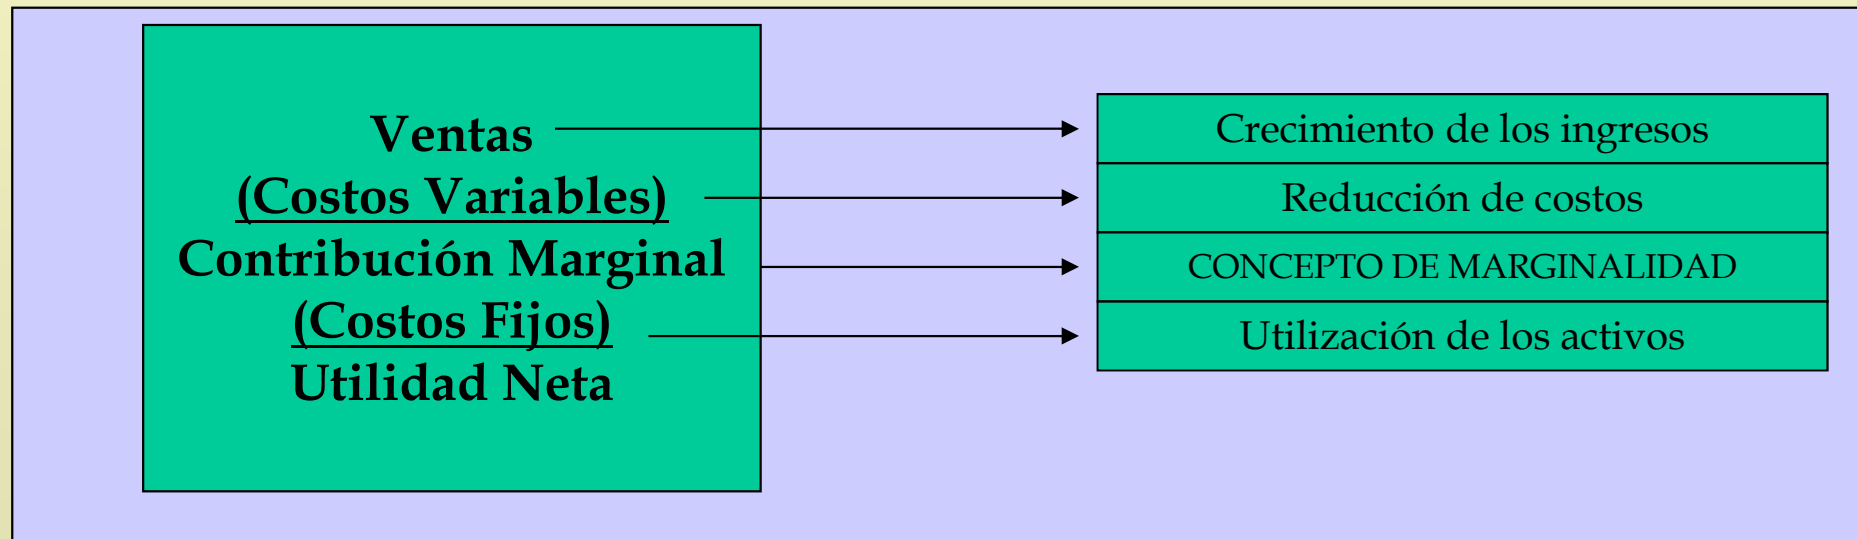 Ventas
(Costos Variables)
Contribución Marginal
(Costos Fijos)
Utilidad Neta
Crecimiento de los ingresos
Reducción de costos
CONCEPTO DE MARGINALIDAD
Utilización de los activos